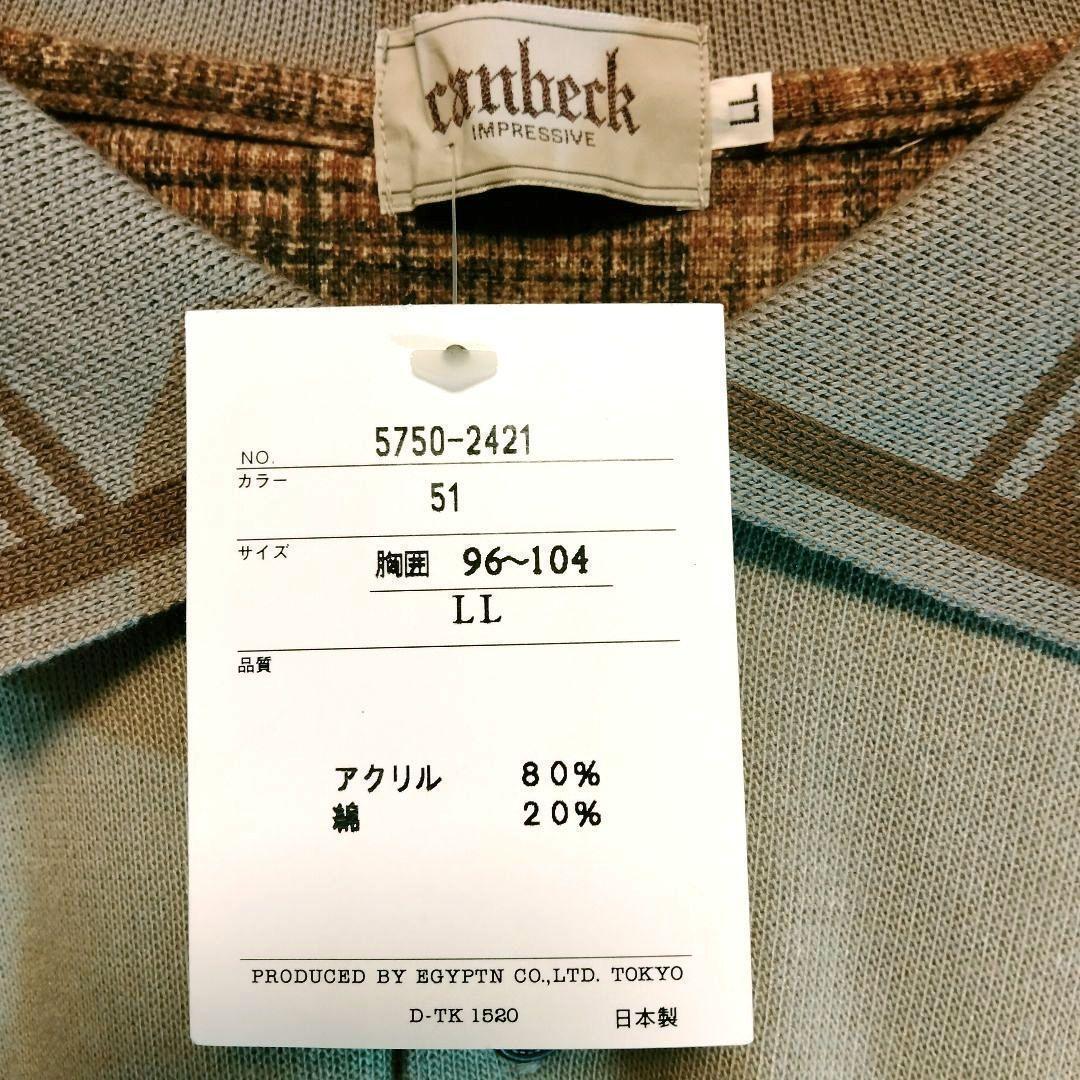 canbeck
IMPRESSIVE
LL
NO. 5750-2421
カラー
51
サイズ
胸囲 96〜104
LL
品質
アクリル 80%
綿 20%
PRODUCED BY EGYPTN CO.,LTD. TOKYO
D-TK 1520 日本製